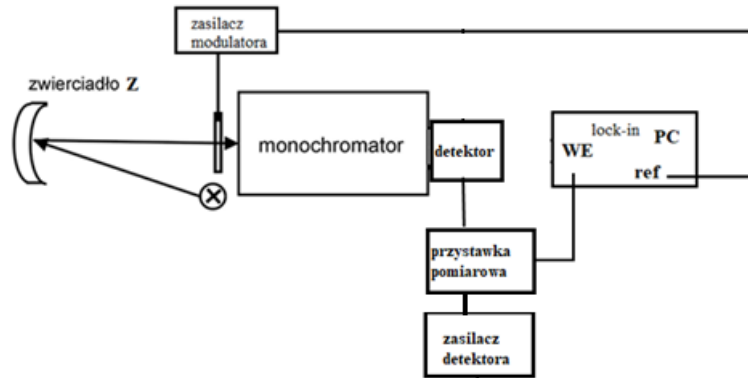 zasilacz
modulatora
zwierciadło Z
monochromator
detektor
lock-in
PC
WE
ref
przystawka
pomiarowa
zasilacz
detektora